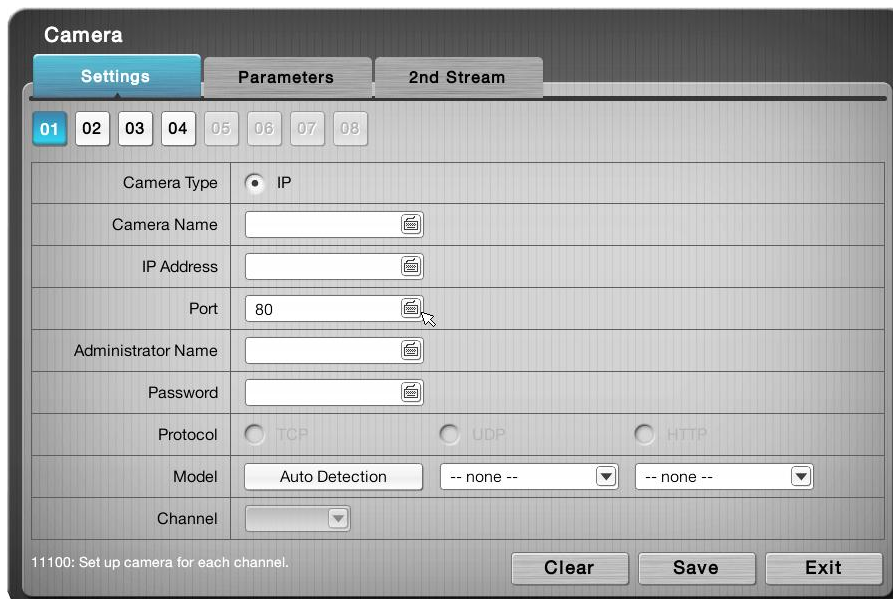 Camera
Settings Parameters 2nd Stream
01 02 03 04 05 06 07 08
Camera Type IP
Camera Name
IP Address
Port 80
Administrator Name
Password
Protocol TCP UDP HTTP
Model Auto Detection -- none -- -- none --
Channel
11100: Set up camera for each channel. Clear Save Exit